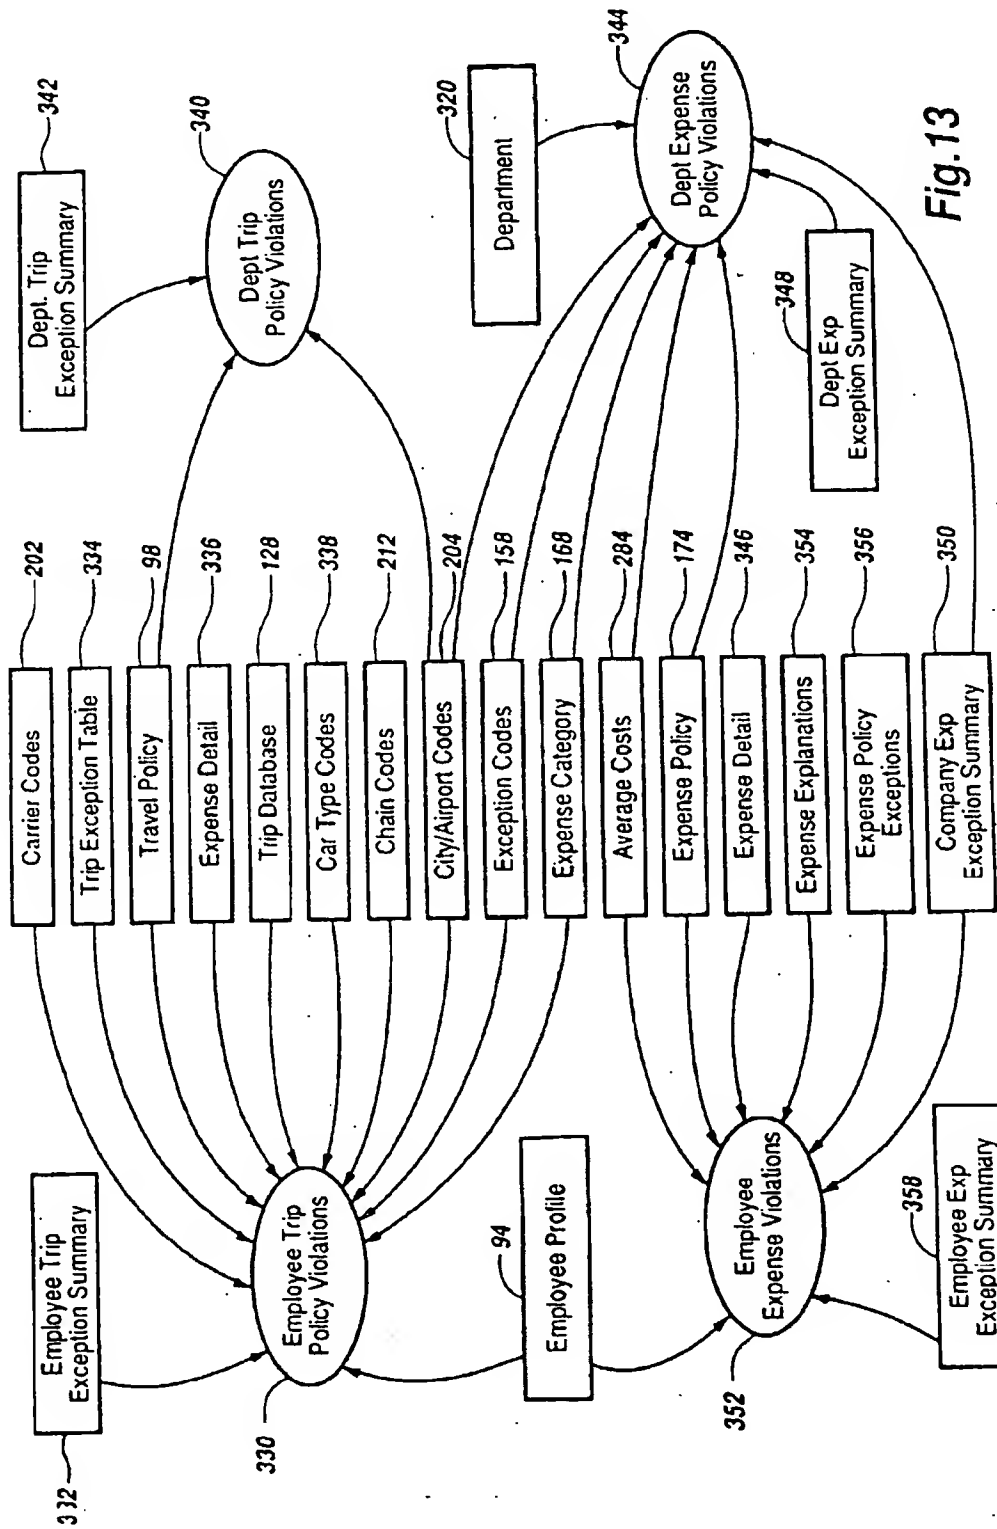 Employee Trip
Exception Summary
332
Employee Trip
Policy Violations
330
Employee Profile
94
Employee
Expense Violations
352
Employee Exp
Exception Summary
358
Carrier Codes
202
Trip Exception Table
334
Travel Policy
98
Expense Detail
336
Trip Database
128
Car Type Codes
338
Chain Codes
212
City/Airport Codes
204
Exception Codes
158
Expense Category
168
Average Costs
284
Expense Policy
174
Expense Detail
346
Expense Explanations
354
Expense Policy
Exceptions
356
Company Exp
Exception Summary
350
Dept. Trip
Exception Summary
342
Dept Trip
Policy Violations
340
Department
320
Dept Expense
Policy Violations
344
Dept Exp
Exception Summary
348
Fig.13